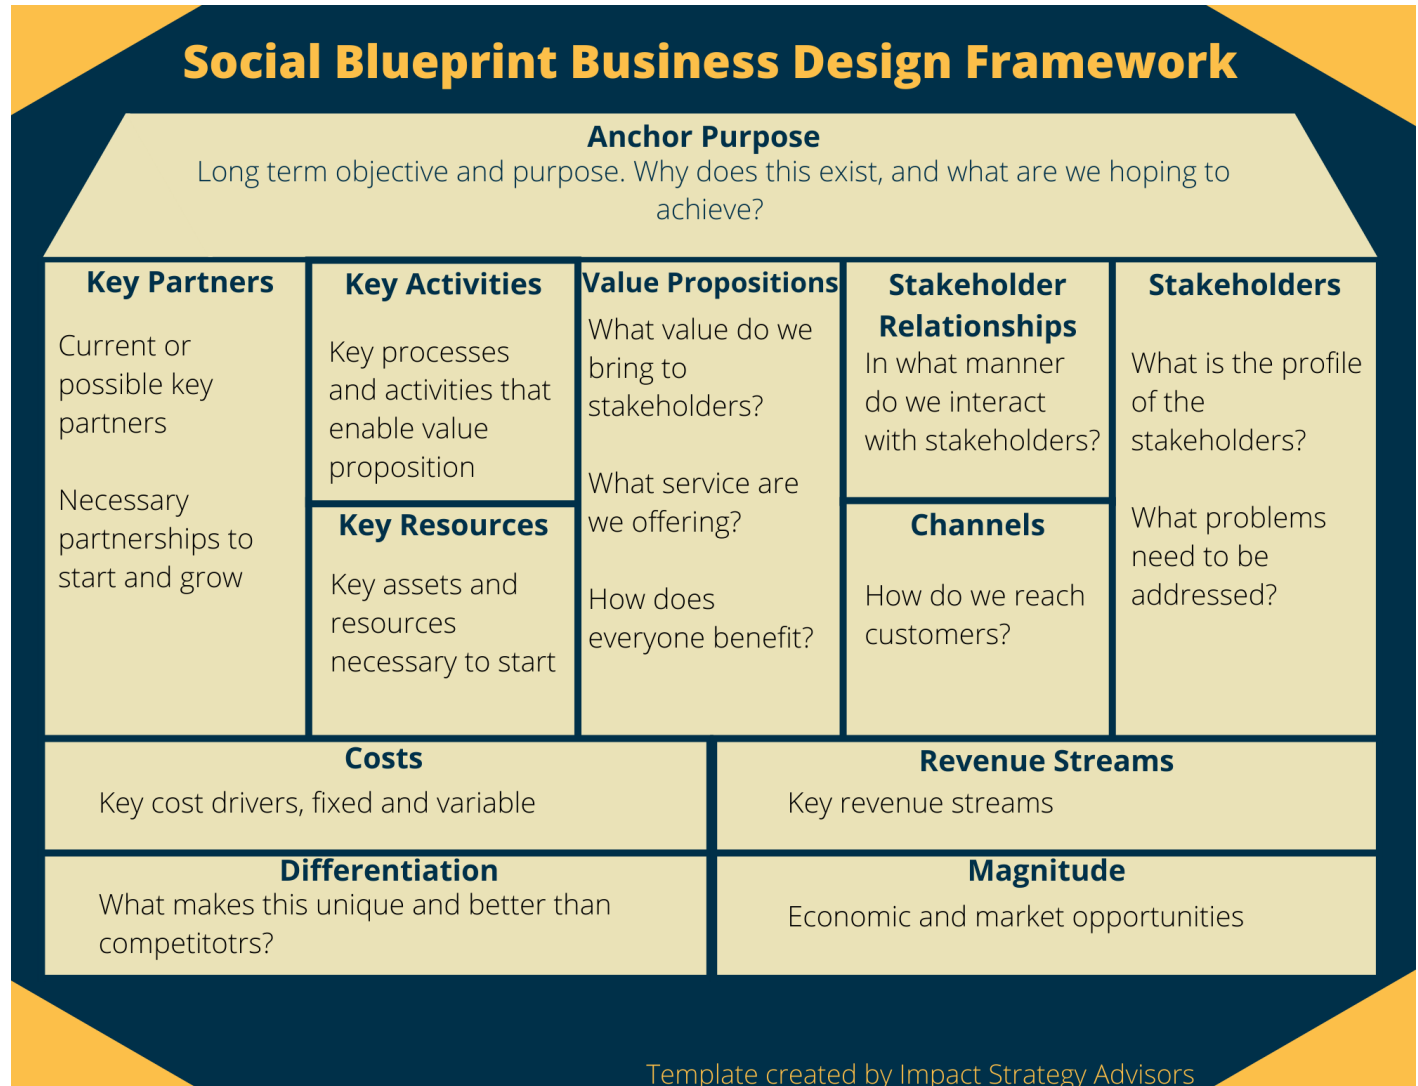 Social Blueprint Business Design Framework
Anchor Purpose
Long term objective and purpose. Why does this exist, and what are we hoping to
achieve?
Key Partners
Current or
possible key
partners
Necessary
partnerships to
start and grow
Key Activities
Key processes
and activities that
enable value
proposition
Key Resources
Key assets and
resources
necessary to start
Value Propositions
What value do we
bring to
stakeholders?
What service are
we offering?
How does
everyone benefit?
Stakeholder
Relationships
In what manner
do we interact
with stakeholders?
Channels
How do we reach
customers?
Stakeholders
What is the profile
of the
stakeholders?
What problems
need to be
addressed?
Costs
Key cost drivers, fixed and variable
Revenue Streams
Key revenue streams
Differentiation
What makes this unique and better than
competitotrs?
Magnitude
Economic and market opportunities
Template created by Impact Strategy Advisors